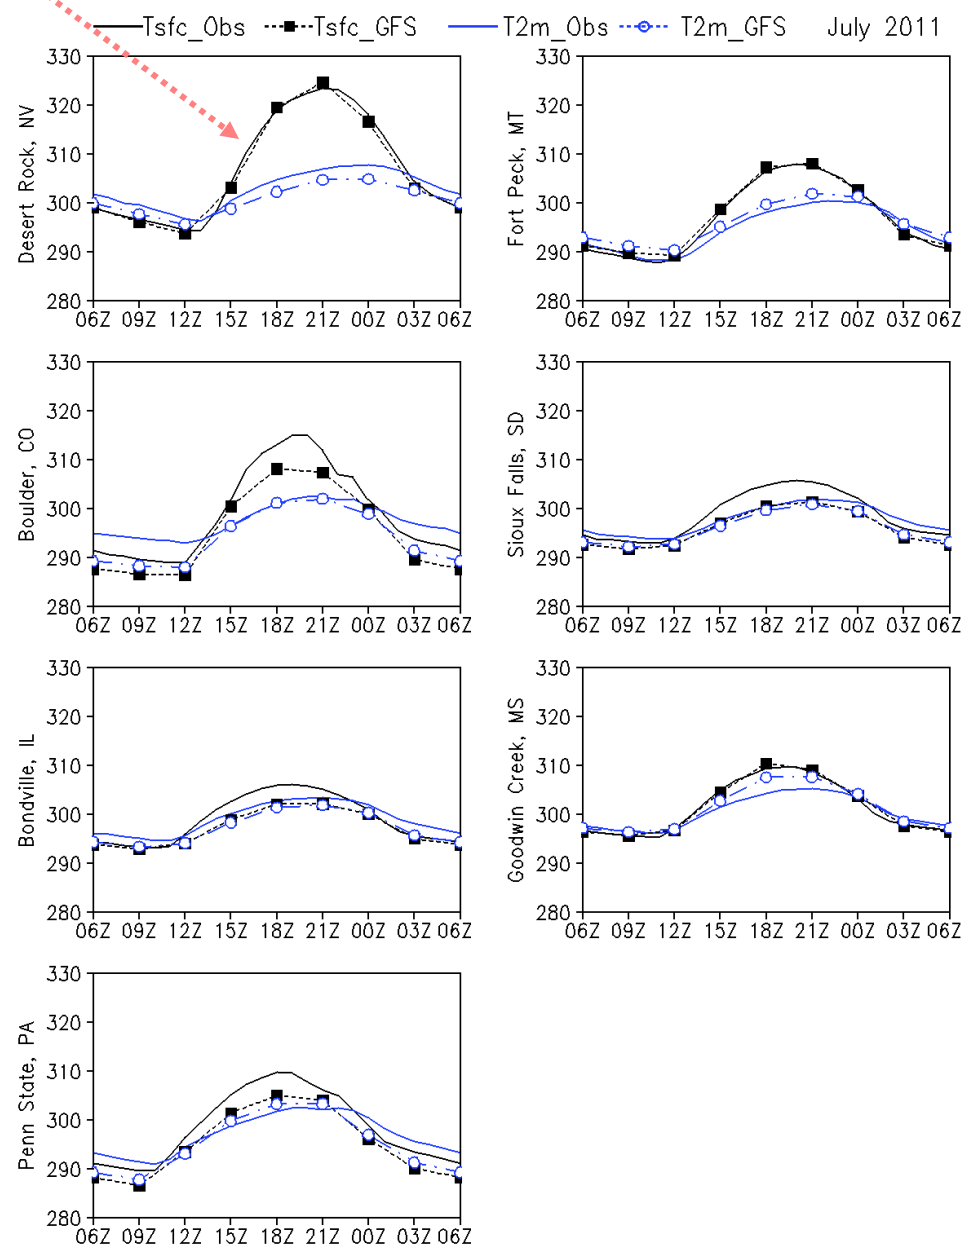 Tsfc_Obs Tsfc_GFS T2m_Obs T2m_GFS July 2011
Desert Rock, NV
330
320
310
300
290
280
06Z 09Z 12Z 15Z 18Z 21Z 00Z 03Z 06Z
Fort Peck, MT
330
320
310
300
290
280
06Z 09Z 12Z 15Z 18Z 21Z 00Z 03Z 06Z
Boulder, CO
330
320
310
300
290
280
06Z 09Z 12Z 15Z 18Z 21Z 00Z 03Z 06Z
Sioux Falls, SD
330
320
310
300
290
280
06Z 09Z 12Z 15Z 18Z 21Z 00Z 03Z 06Z
Bondville, IL
330
320
310
300
290
280
06Z 09Z 12Z 15Z 18Z 21Z 00Z 03Z 06Z
Goodwin Creek, MS
330
320
310
300
290
280
06Z 09Z 12Z 15Z 18Z 21Z 00Z 03Z 06Z
Penn State, PA
330
320
310
300
290
280
06Z 09Z 12Z 15Z 18Z 21Z 00Z 03Z 06Z